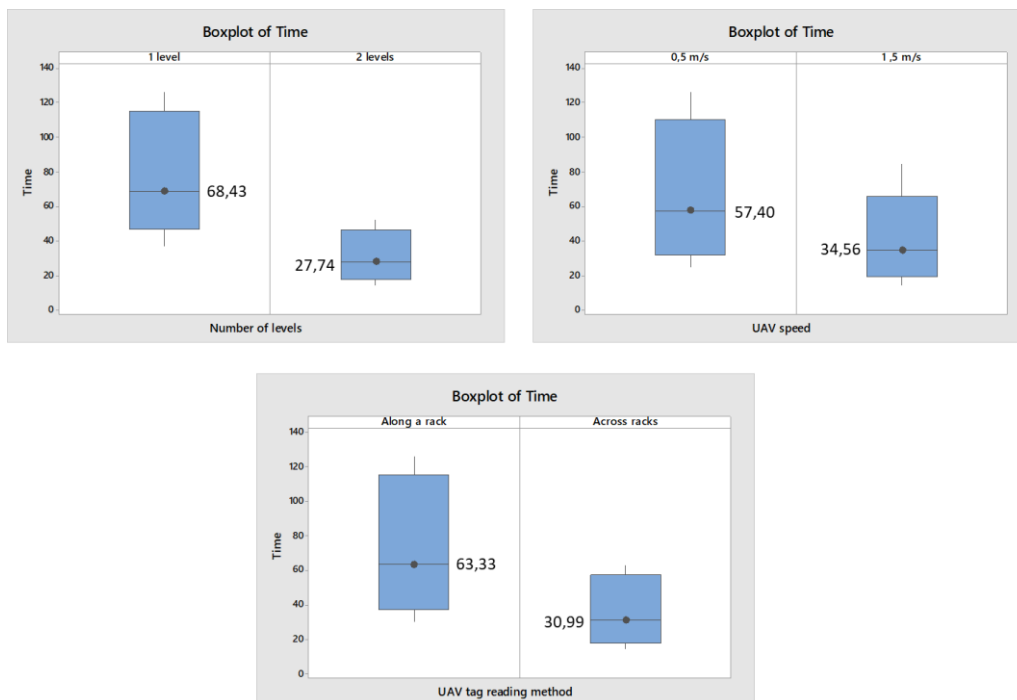 Boxplot of Time
1 level 2 levels
140
120
100
80
60
40
20
0
Time
68,43
27,74
Number of levels
Boxplot of Time
0,5 m/s 1 ,5 m/s
140
120
100
80
60
40
20
0
Time
57,40
34,56
UAV speed
Boxplot of Time
Along a rack Across racks
140
120
100
80
60
40
20
0
Time
63,33
30,99
UAV tag reading method